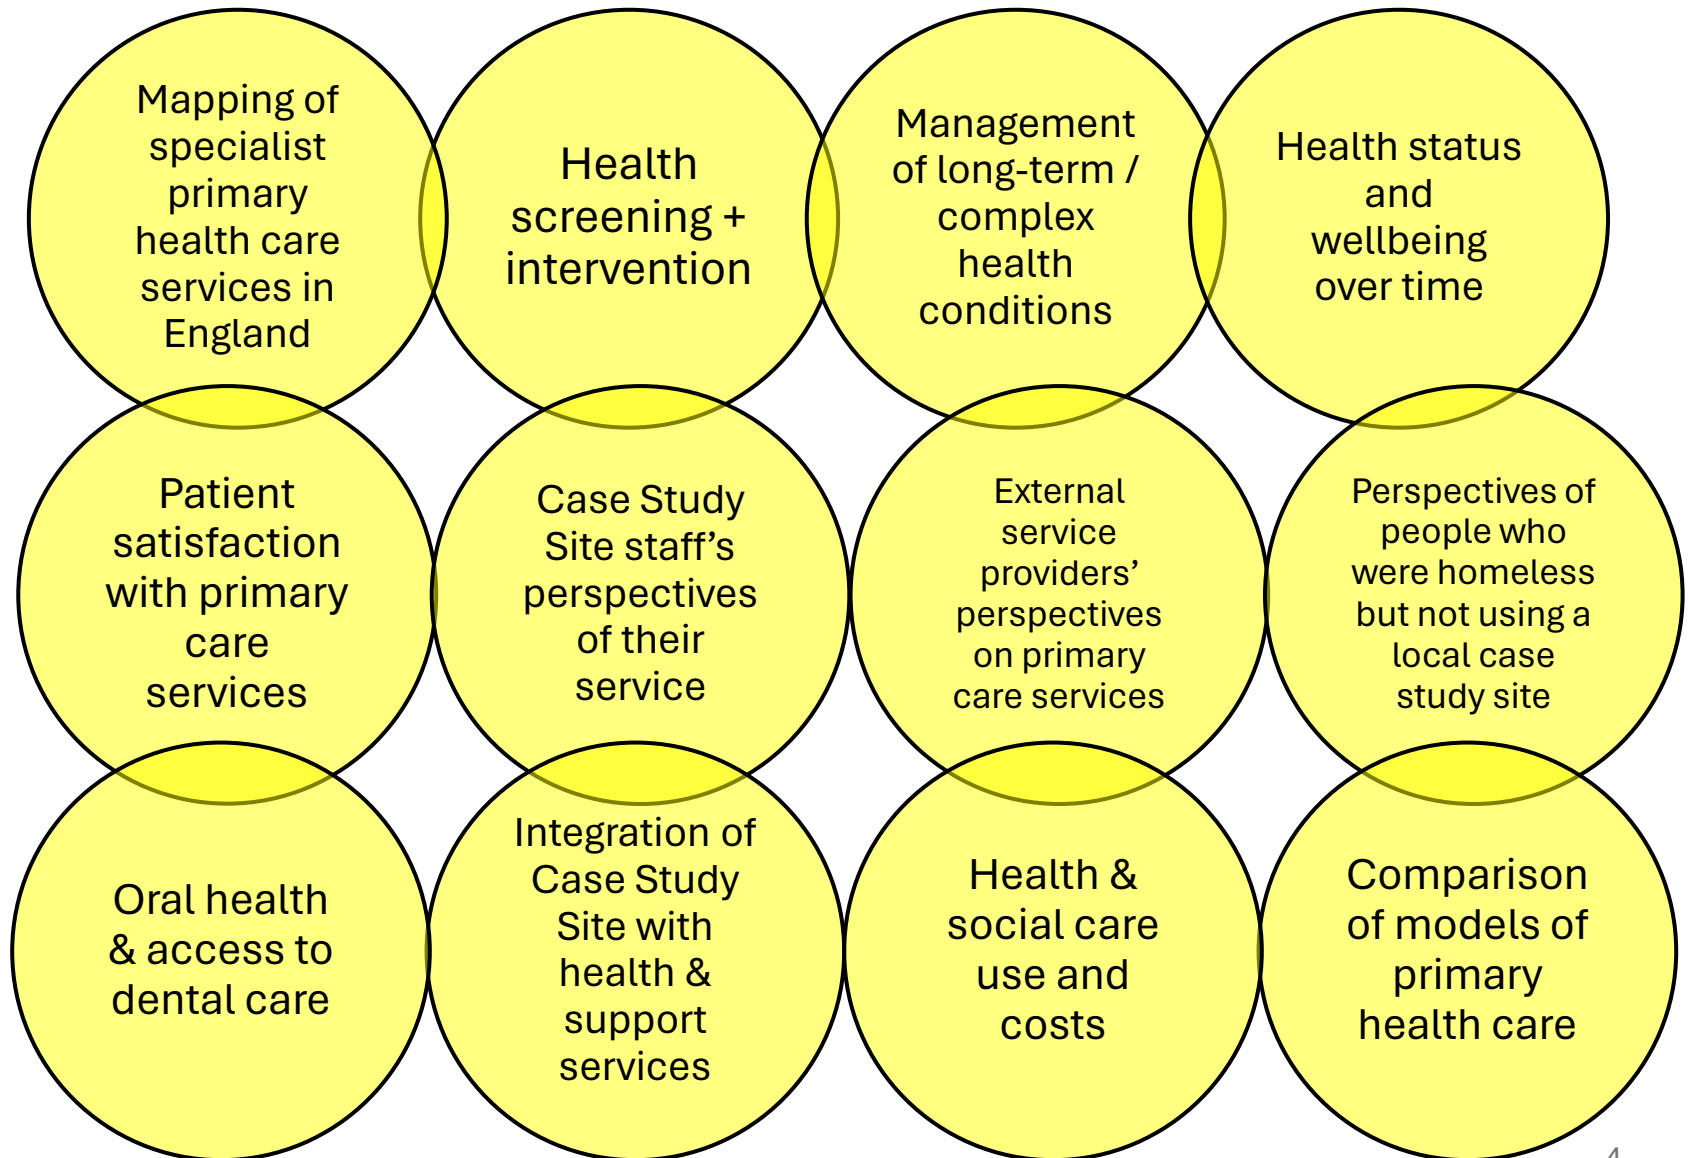 Mapping of
specialist
primary
health care
services in
England
Health
screening +
intervention
Management
of long-term /
complex
health
conditions
Health status
and
wellbeing
over time
Patient
satisfaction
with primary
care
services
Case Study
Site staff’s
perspectives
of their
service
External
service
providers’
perspectives
on primary
care services
Perspectives of
people who
were homeless
but not using a
local case
study site
Oral health
& access to
dental care
Integration of
Case Study
Site with
health &
support
services
Health &
social care
use and
costs
Comparison
of models of
primary
health care
4